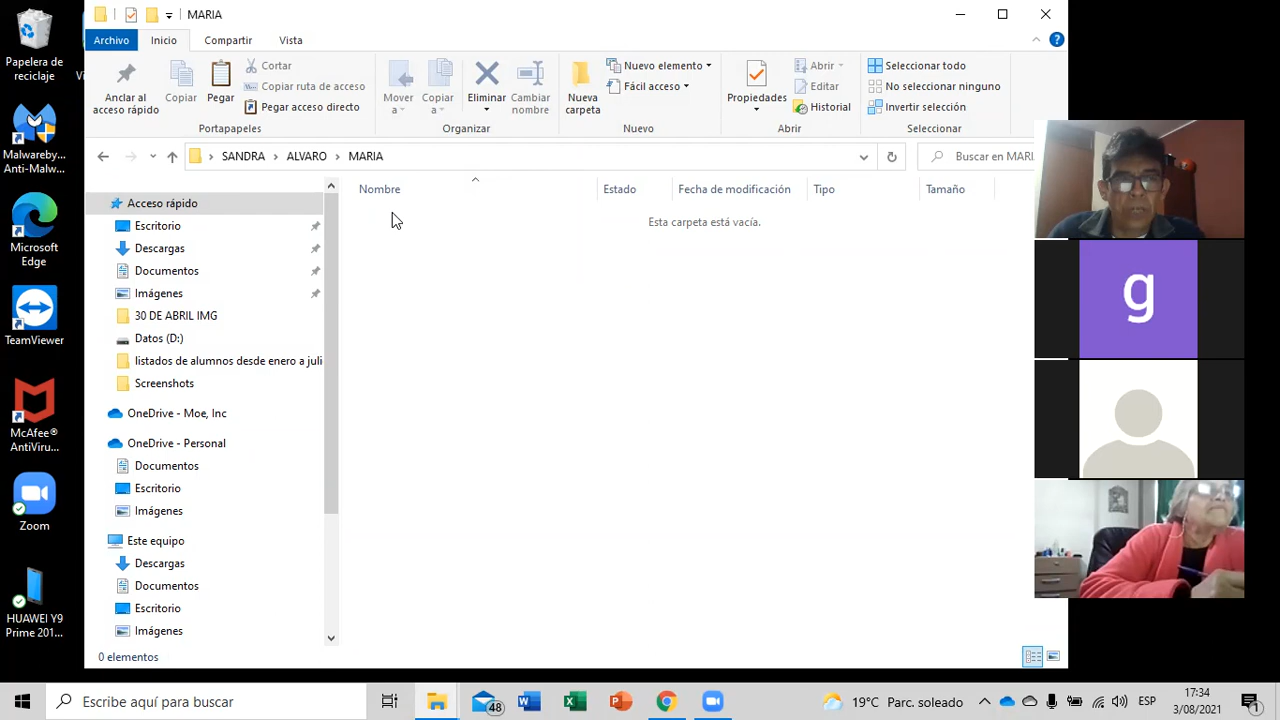 MARIA
Papelera de
reciclaje
Archivo Inicio Compartir Vista
Anclar al
acceso rápido
Copiar
Pegar
Cortar
Copiar ruta de acceso
Pegar acceso directo
Portapapeles
Mover
a
Copiar
a
Eliminar
Cambiar
nombre
Organizar
Nueva
carpeta
Nuevo elemento
Fácil acceso
Nuevo
Propiedades
Abrir
Editar
Historial
Abrir
Seleccionar todo
No seleccionar ninguno
Invertir selección
Seleccionar
SANDRA > ALVARO > MARIA
Buscar en MARI
Nombre Estado Fecha de modificación Tipo Tamaño
Esta carpeta está vacía.
Acceso rápido
Escritorio
Descargas
Documentos
Imágenes
30 DE ABRIL IMG
Datos (D:)
listados de alumnos desde enero a juli
Screenshots
OneDrive - Moe, Inc
OneDrive - Personal
Documentos
Escritorio
Imágenes
Este equipo
Descargas
Documentos
Escritorio
Imágenes
0 elementos
Malwareby...
Anti-Malw...
Microsoft
Edge
TeamViewer
McAfee®
AntiViru...
Zoom
HUAWEI Y9
Prime 201...
g
Escribe aquí para buscar
48
19°C Parc. soleado
ESP
17:34
3/08/2021
1